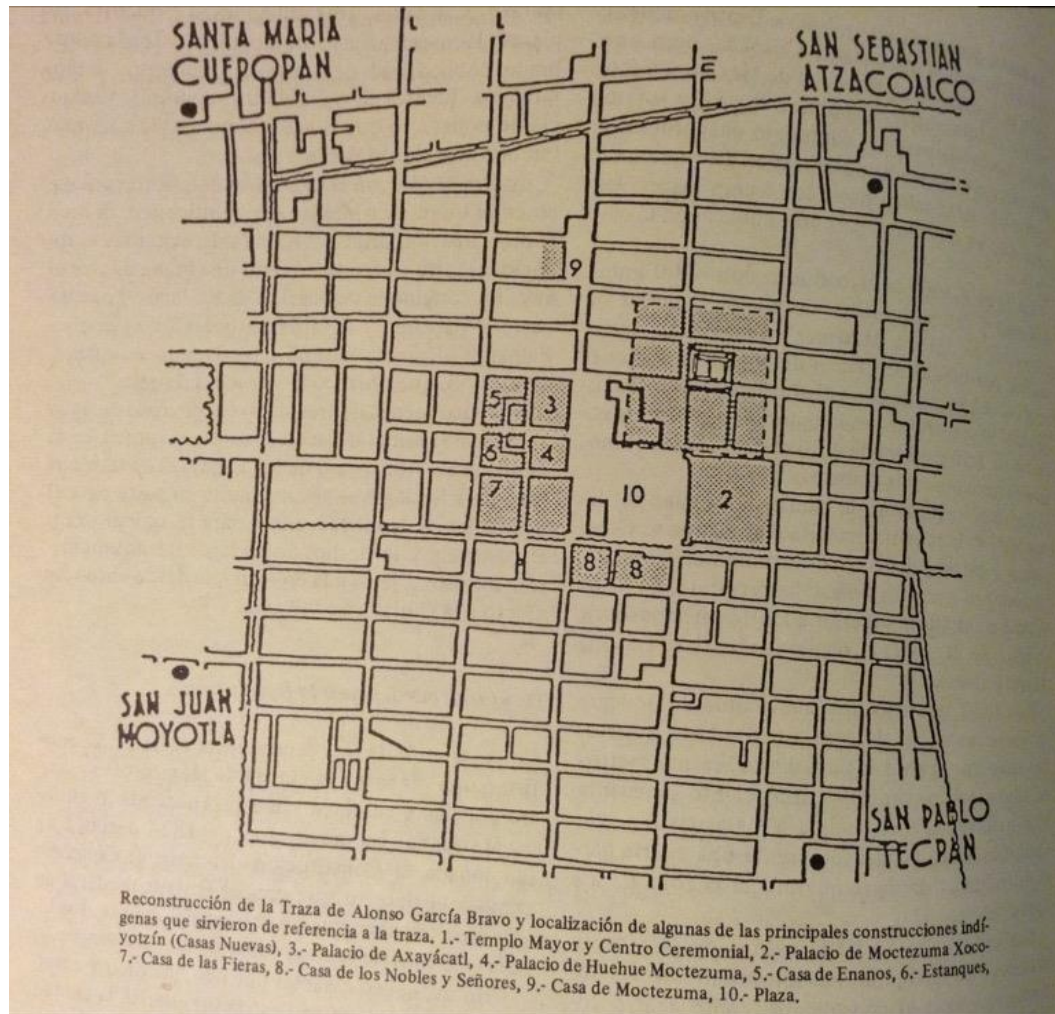 SANTA MARIA
CUEPOPAN
SAN SEBASTIAN
ATZACOALCO
9
5
3
6
4
7
10
2
8
8
SAN JUAN
MOYOTLA
SAN PABLO
TECPAN
Reconstrucción de la Traza de Alonso García Bravo y localización de algunas de las principales construcciones indí-
genas que sirvieron de referencia a la traza. 1.- Templo Mayor y Centro Ceremonial, 2.- Palacio de Moctezuma Xoco-
yotzín (Casas Nuevas), 3.- Palacio de Axayácatl, 4.- Palacio de Huehue Moctezuma, 5.- Casa de Enanos, 6.- Estanques,
7.- Casa de las Fieras, 8.- Casa de los Nobles y Señores, 9.- Casa de Moctezuma, 10.- Plaza.